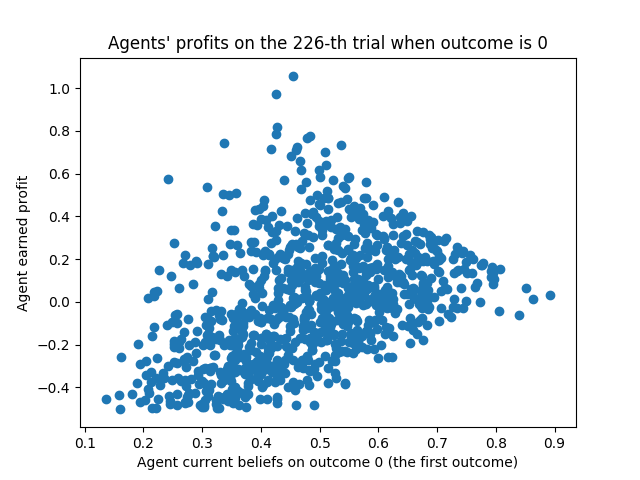 Agents' profits on the 226-th trial when outcome is 0
1.0
0.8
0.6
0.4
0.2
0.0
−0.2
−0.4
Agent earned profit
0.1 0.2 0.3 0.4 0.5 0.6 0.7 0.8 0.9
Agent current beliefs on outcome 0 (the first outcome)